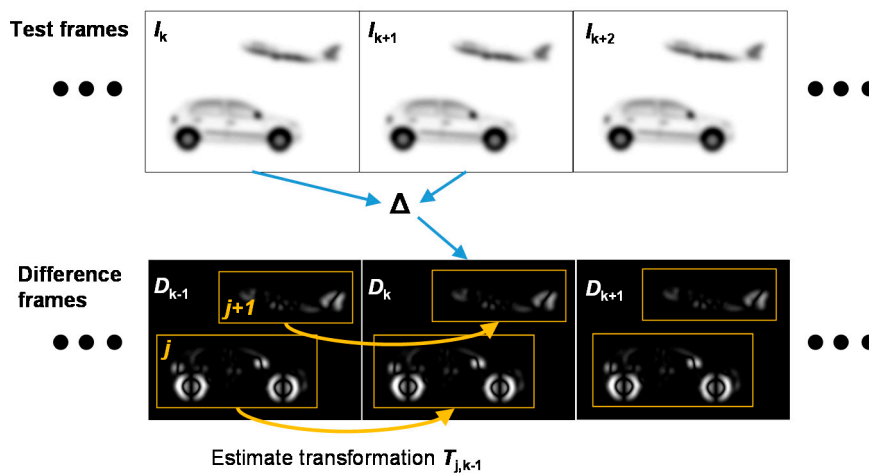 Test frames
I_k
I_k+1
I_k+2
Δ
Difference frames
D_k-1
D_k
D_k+1
j+1
j
Estimate transformation T_j,k-1